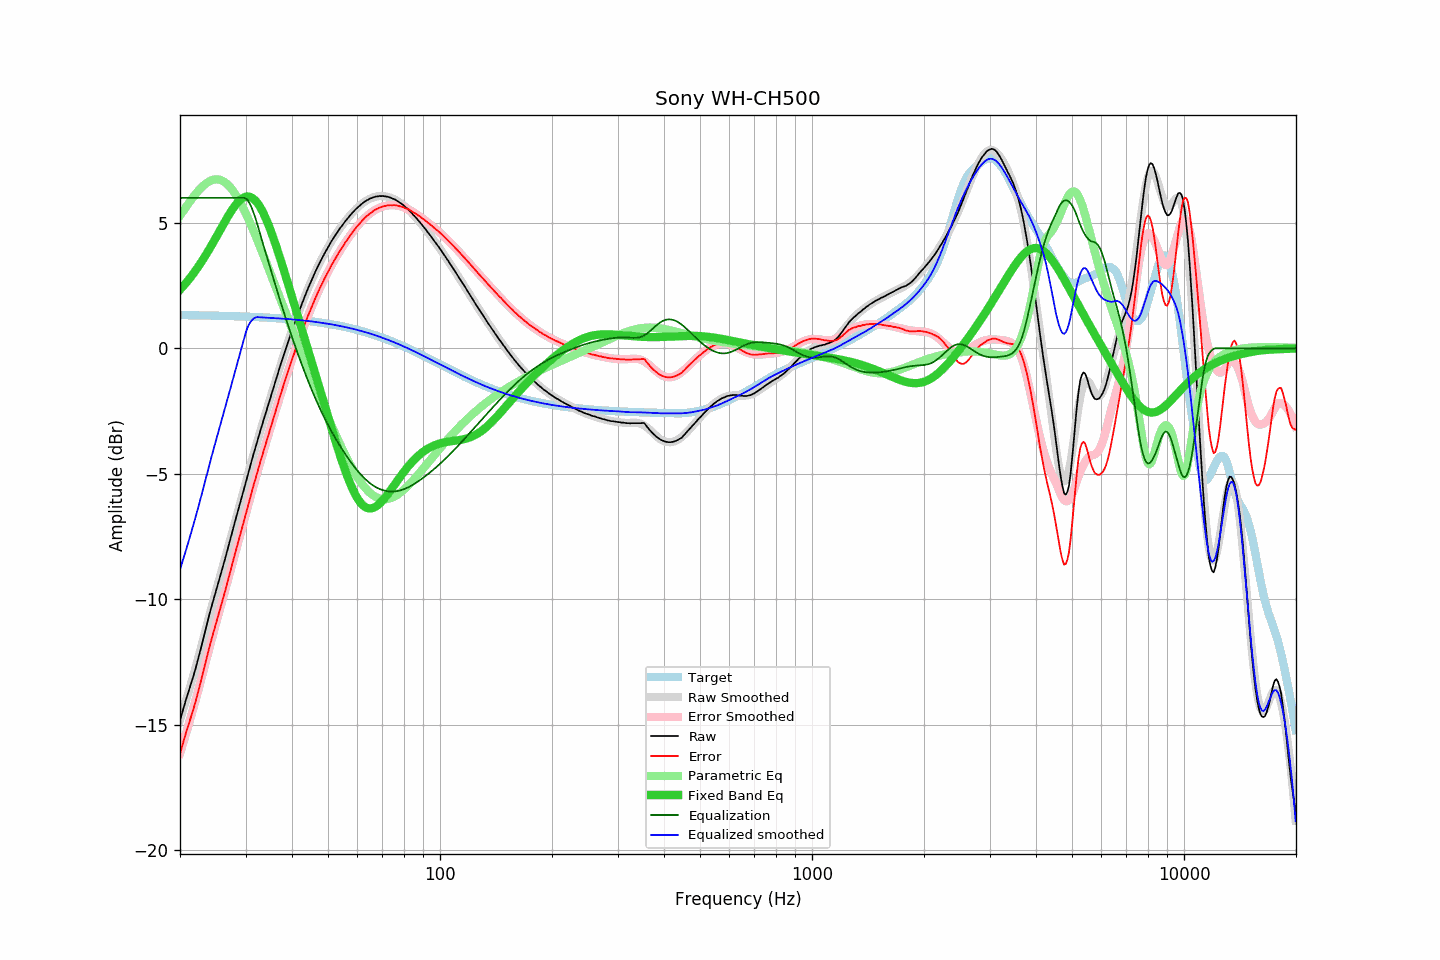 Sony WH-CH500
Amplitude (dBr)
5
0
−5
−10
−15
−20
Target
Raw Smoothed
Error Smoothed
Raw
Error
Parametric Eq
Fixed Band Eq
Equalization
Equalized smoothed
100
1000
10000
Frequency (Hz)